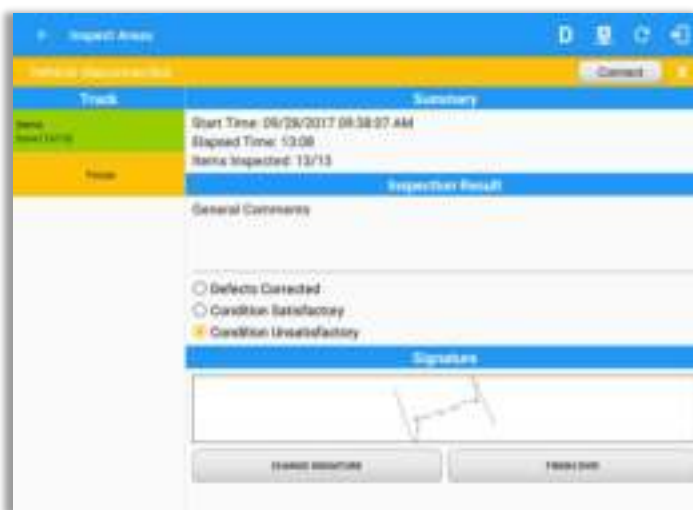 Inspect Areas
D
Connect
Truck
Summary
Start Time: 09/28/2017 09:38:07 AM
Elapsed Time: 13:08
Items Inspected: 13/13
Inspection Result
General Comments
Defects Corrected
Condition Satisfactory
Condition Unsatisfactory
Signature
CHANGE SIGNATURE
FINISH DVIR